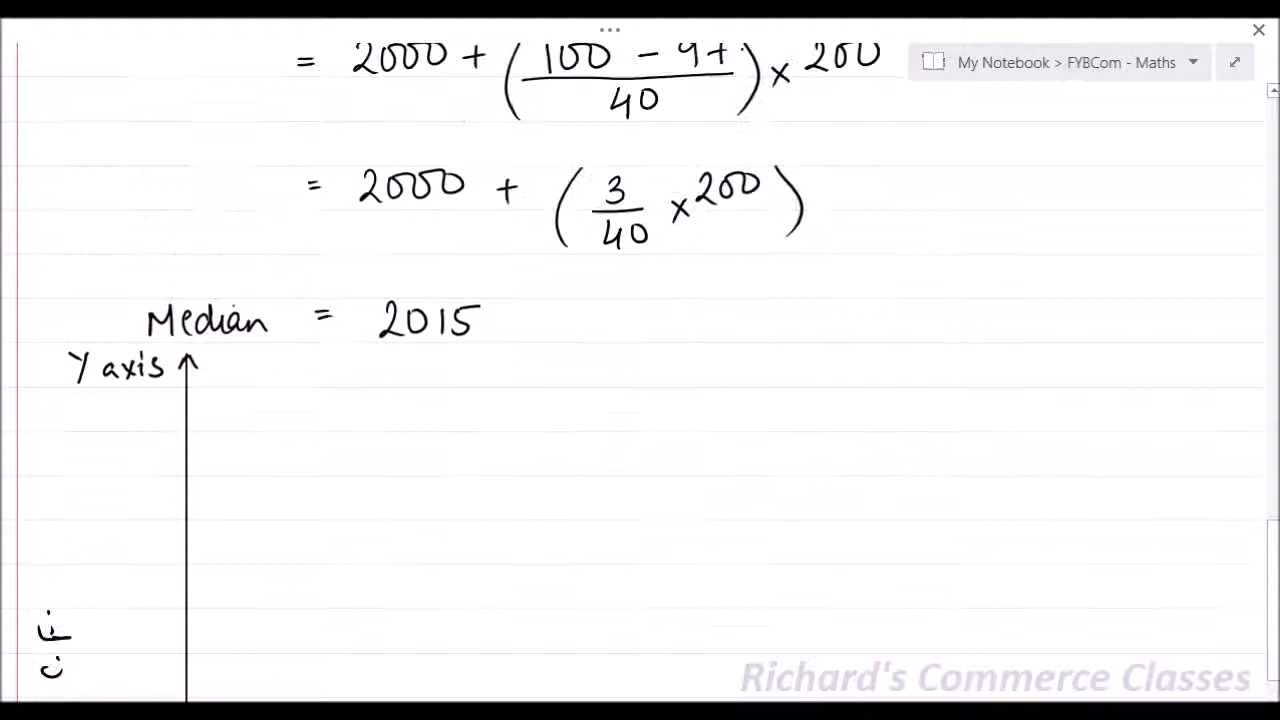 = 2000 + ( 100 - 97 / 40 ) × 200
My Notebook > FYBCom - Maths
= 2000 + ( 3 / 40 × 200 )
Median = 2015
Y axis
C.F.
Richard's Commerce Classes